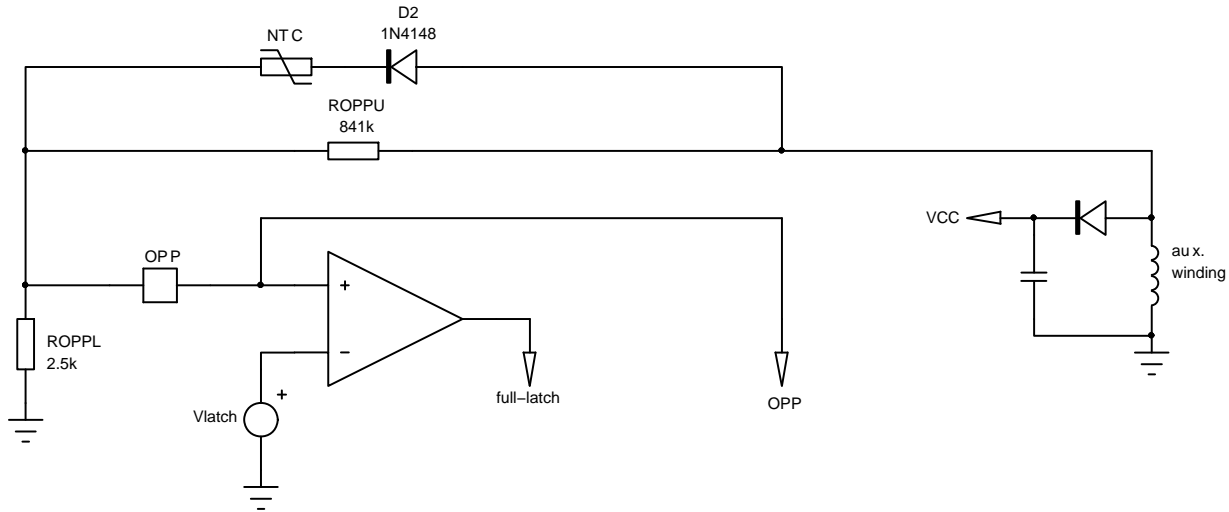 D2
1N4148
NTC
ROPPU
841k
VCC
aux.
winding
OPP
+
−
ROPPL
2.5k
full−latch
OPP
Vlatch
+